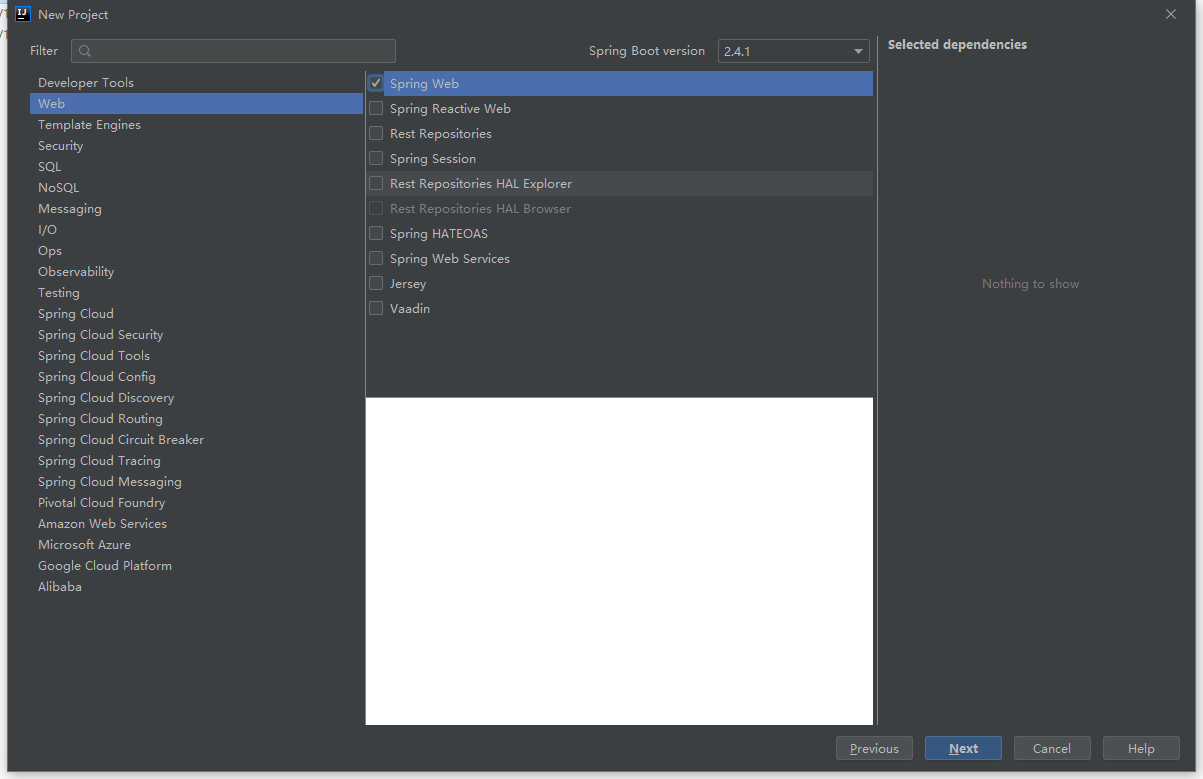 New Project
Filter
Spring Boot version 2.4.1
Selected dependencies
Developer Tools
Web
Template Engines
Security
SQL
NoSQL
Messaging
I/O
Ops
Observability
Testing
Spring Cloud
Spring Cloud Security
Spring Cloud Tools
Spring Cloud Config
Spring Cloud Discovery
Spring Cloud Routing
Spring Cloud Circuit Breaker
Spring Cloud Tracing
Spring Cloud Messaging
Pivotal Cloud Foundry
Amazon Web Services
Microsoft Azure
Google Cloud Platform
Alibaba
Spring Web
Spring Reactive Web
Rest Repositories
Spring Session
Rest Repositories HAL Explorer
Rest Repositories HAL Browser
Spring HATEOAS
Spring Web Services
Jersey
Vaadin
Nothing to show
Previous
Next
Cancel
Help